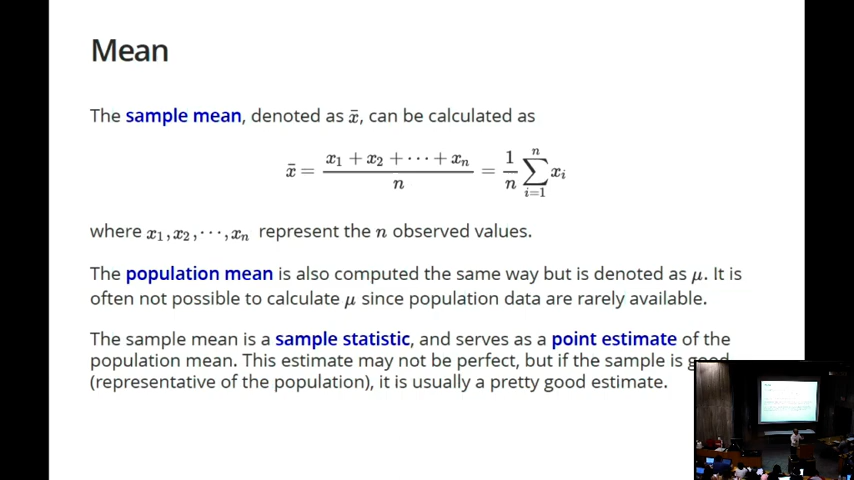 Mean
The sample mean, denoted as x̄, can be calculated as
x̄ = (x₁ + x₂ + ⋯ + xₙ) / n = 1/n ∑ᵢ₌₁ⁿ xᵢ
where x₁, x₂, ⋯, xₙ represent the n observed values.
The population mean is also computed the same way but is denoted as μ. It is
often not possible to calculate μ since population data are rarely available.
The sample mean is a sample statistic, and serves as a point estimate of the
population mean. This estimate may not be perfect, but if the sample is good
(representative of the population), it is usually a pretty good estimate.